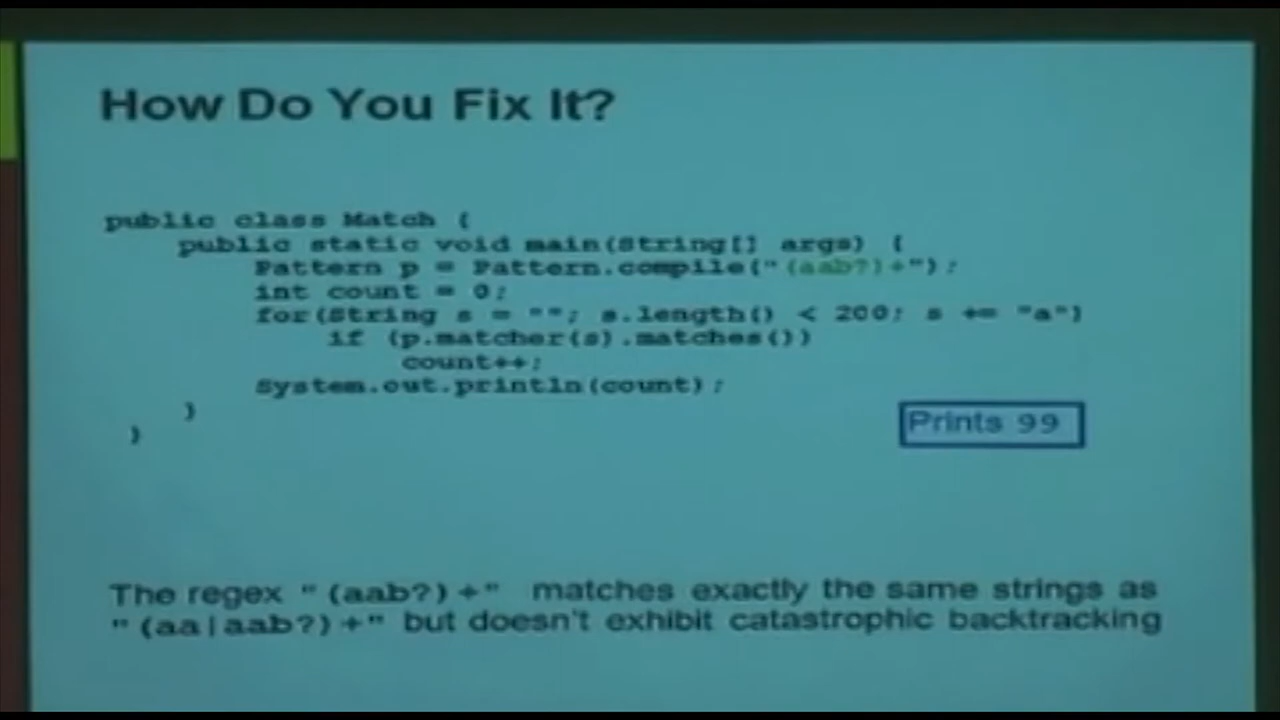 How Do You Fix It?
public class Match {
public static void main(String[] args) {
Pattern p = Pattern.compile("(aab?)+");
int count = 0;
for(String s = ""; s.length() < 200; s += "a")
if (p.matcher(s).matches())
count++;
System.out.println(count);
}
}
Prints 99
The regex "(aab?)+" matches exactly the same strings as
"(aa|aab?)+" but doesn't exhibit catastrophic backtracking